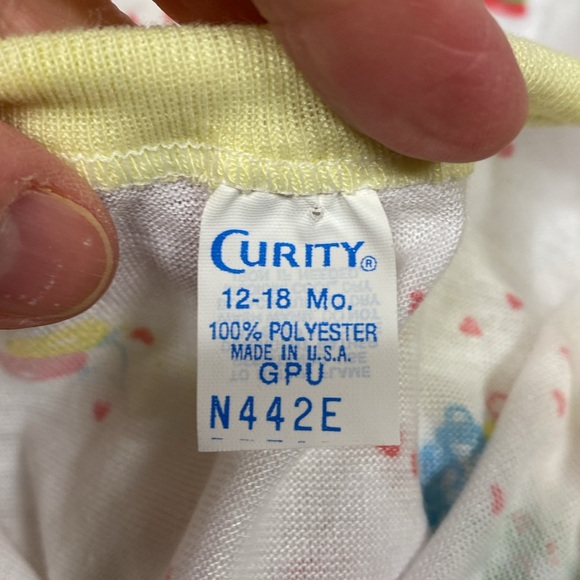 CURITY®
12-18 Mo.
100% POLYESTER
MADE IN U.S.A.
GPU
N442E